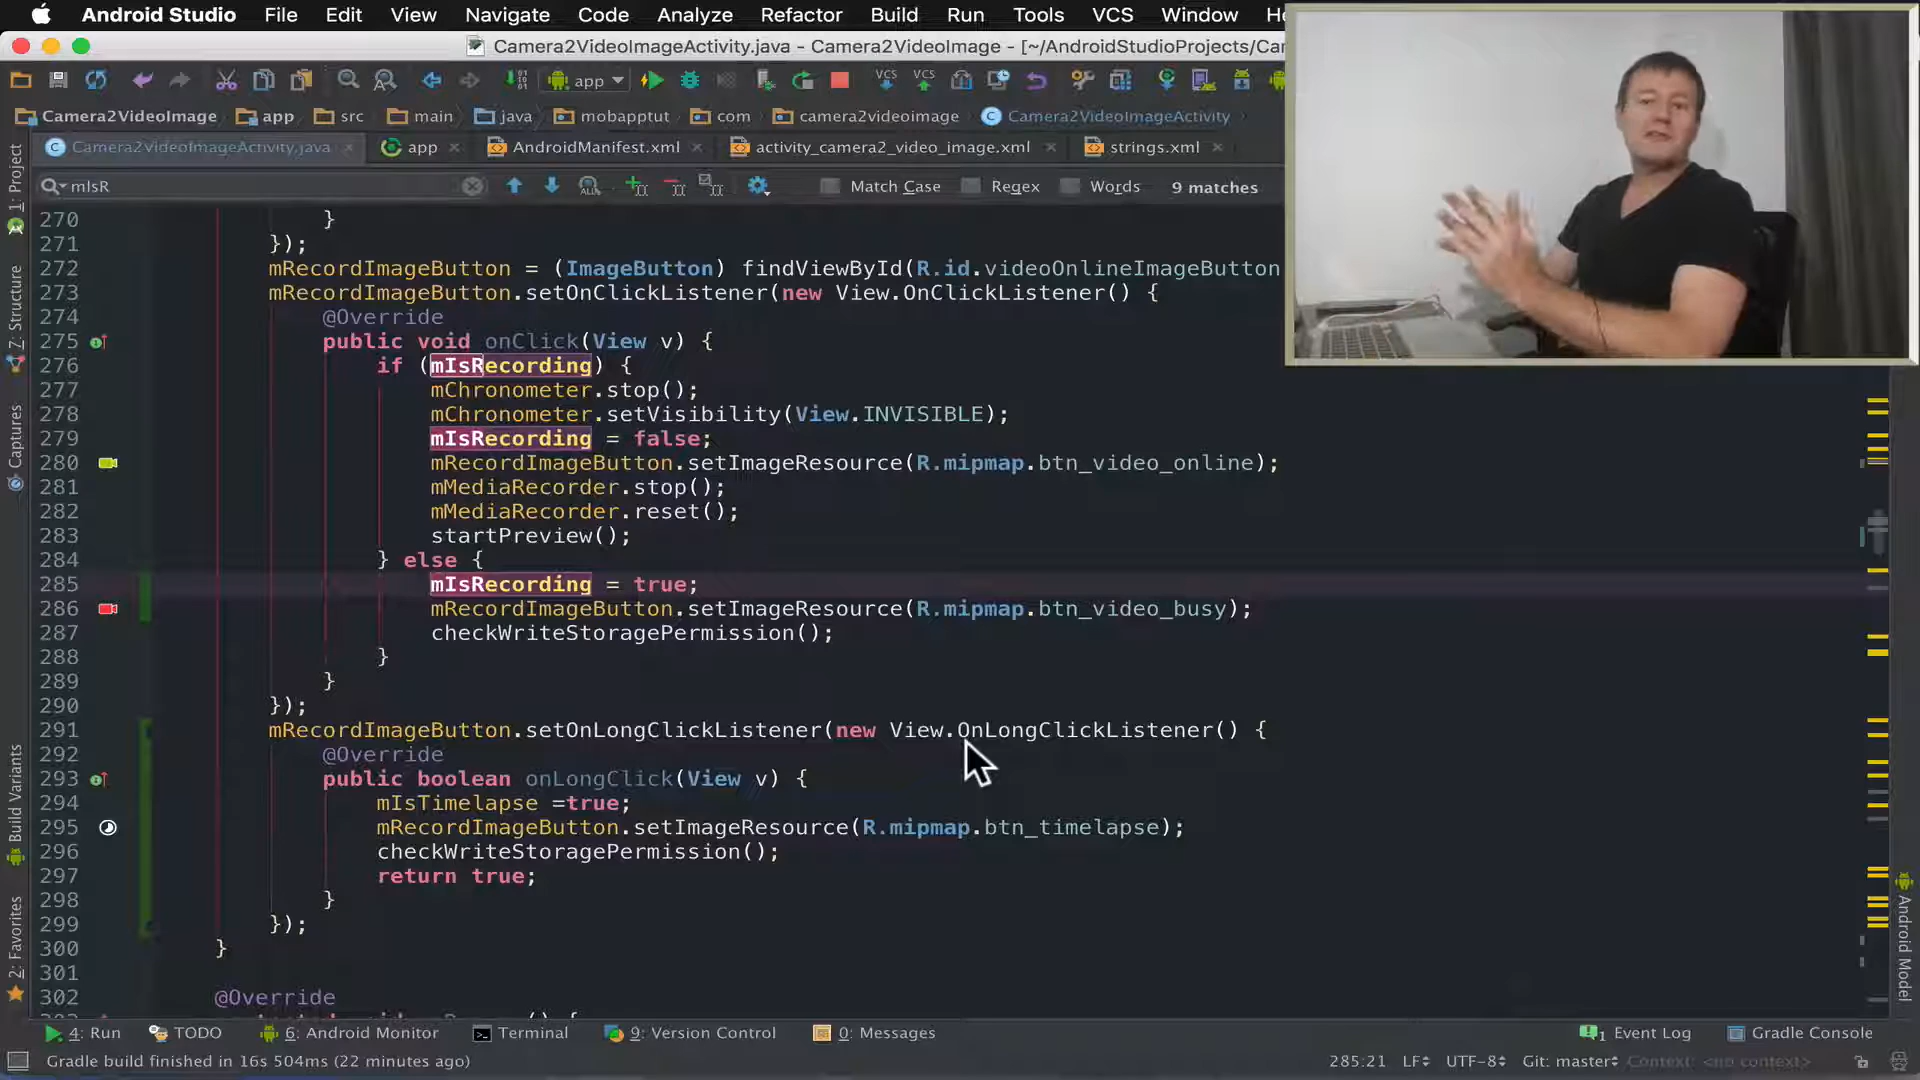 Android Studio File Edit View Navigate Code Analyze Refactor Build Run Tools VCS Window
Camera2VideoImageActivity.java - Camera2VideoImage - [~/AndroidStudioProjects/Ca
app VCS VCS
Camera2VideoImage app src main java mobapptut com camera2videoimage Camera2VideoImageActivity
Camera2VideoImageActivity.java app AndroidManifest.xml activity_camera2_video_image.xml strings.xml
mIsR Match Case Regex Words 9 matches
1: Project
7: Structure
Captures
Build Variants
2: Favorites
270 }
271 });
272 mRecordImageButton = (ImageButton) findViewById(R.id.videoOnlineImageButton
273 mRecordImageButton.setOnClickListener(new View.OnClickListener() {
274 @Override
275 public void onClick(View v) {
276 if (mIsRecording) {
277 mChronometer.stop();
278 mChronometer.setVisibility(View.INVISIBLE);
279 mIsRecording = false;
280 mRecordImageButton.setImageResource(R.mipmap.btn_video_online);
281 mMediaRecorder.stop();
282 mMediaRecorder.reset();
283 startPreview();
284 } else {
285 mIsRecording = true;
286 mRecordImageButton.setImageResource(R.mipmap.btn_video_busy);
287 checkWriteStoragePermission();
288 }
289 }
290 });
291 mRecordImageButton.setOnLongClickListener(new View.OnLongClickListener() {
292 @Override
293 public boolean onLongClick(View v) {
294 mIsTimelapse =true;
295 mRecordImageButton.setImageResource(R.mipmap.btn_timelapse);
296 checkWriteStoragePermission();
297 return true;
298 }
299 });
300 }
301
302 @Override
Android Model
4: Run TODO 6: Android Monitor Terminal 9: Version Control 0: Messages 1 Event Log Gradle Console
Gradle build finished in 16s 504ms (22 minutes ago) 285:21 LF UTF-8 Git: master Context: <no context>